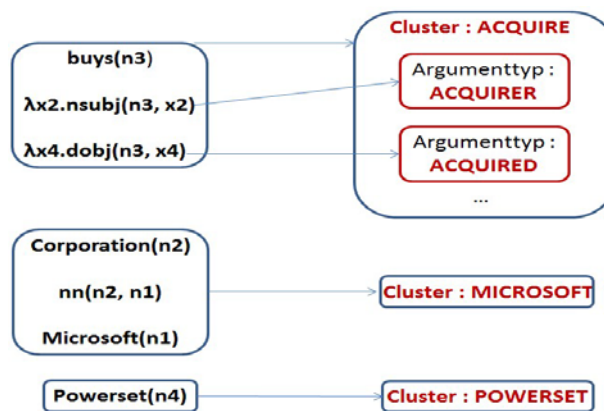 buys(n3)
λx2.nsubj(n3, x2)
λx4.dobj(n3, x4)
Cluster : ACQUIRE
Argumenttyp :
ACQUIRER
Argumenttyp :
ACQUIRED
...
Corporation(n2)
nn(n2, n1)
Microsoft(n1)
Cluster : MICROSOFT
Powerset(n4)
Cluster : POWERSET